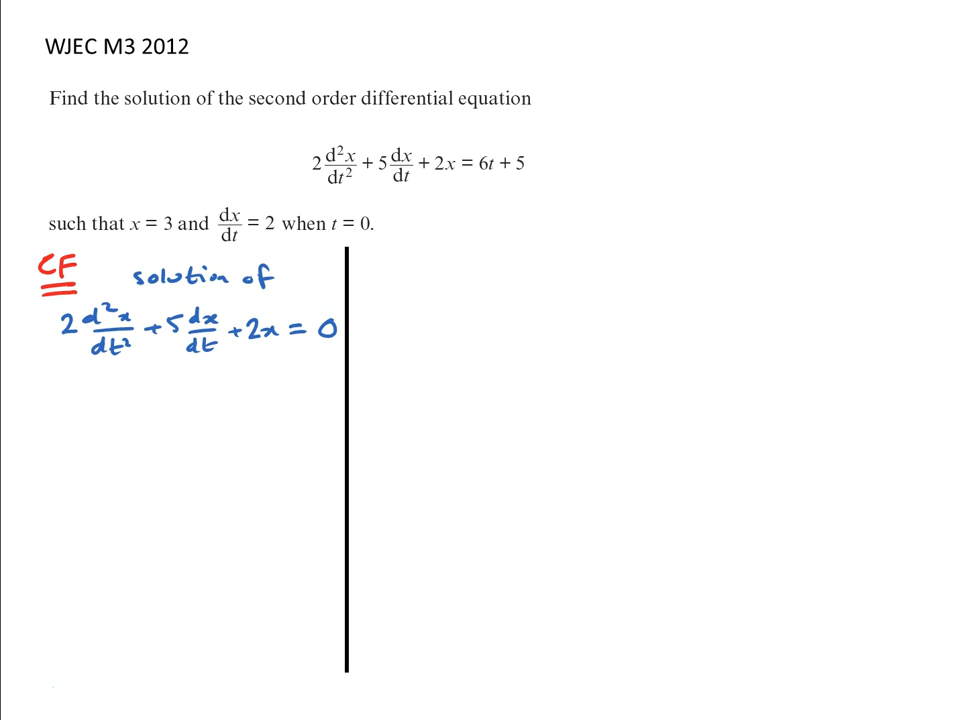 WJEC M3 2012
Find the solution of the second order differential equation
2 d²x/dt² + 5 dx/dt + 2x = 6t + 5
such that x = 3 and dx/dt = 2 when t = 0.
CF solution of
2 d²x/dt² + 5 dx/dt + 2x = 0